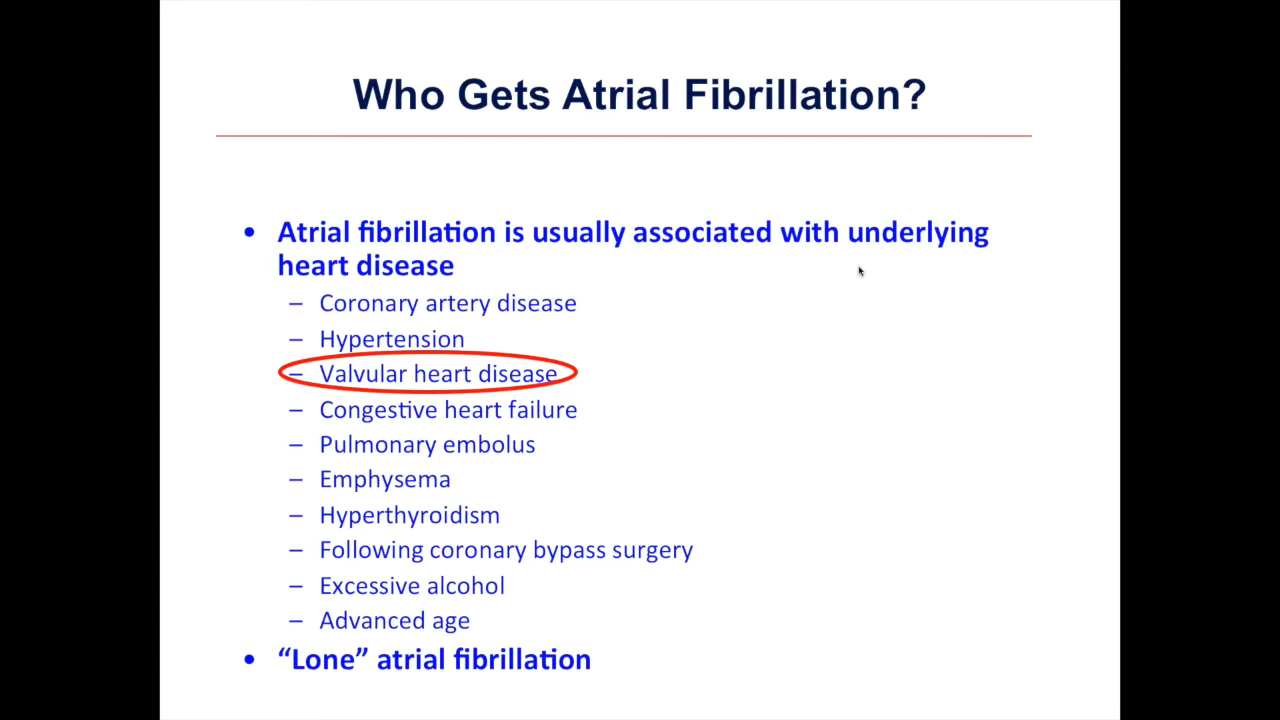 Who Gets Atrial Fibrillation?
• Atrial fibrillation is usually associated with underlying
heart disease
– Coronary artery disease
– Hypertension
– Valvular heart disease
– Congestive heart failure
– Pulmonary embolus
– Emphysema
– Hyperthyroidism
– Following coronary bypass surgery
– Excessive alcohol
– Advanced age
• “Lone” atrial fibrillation